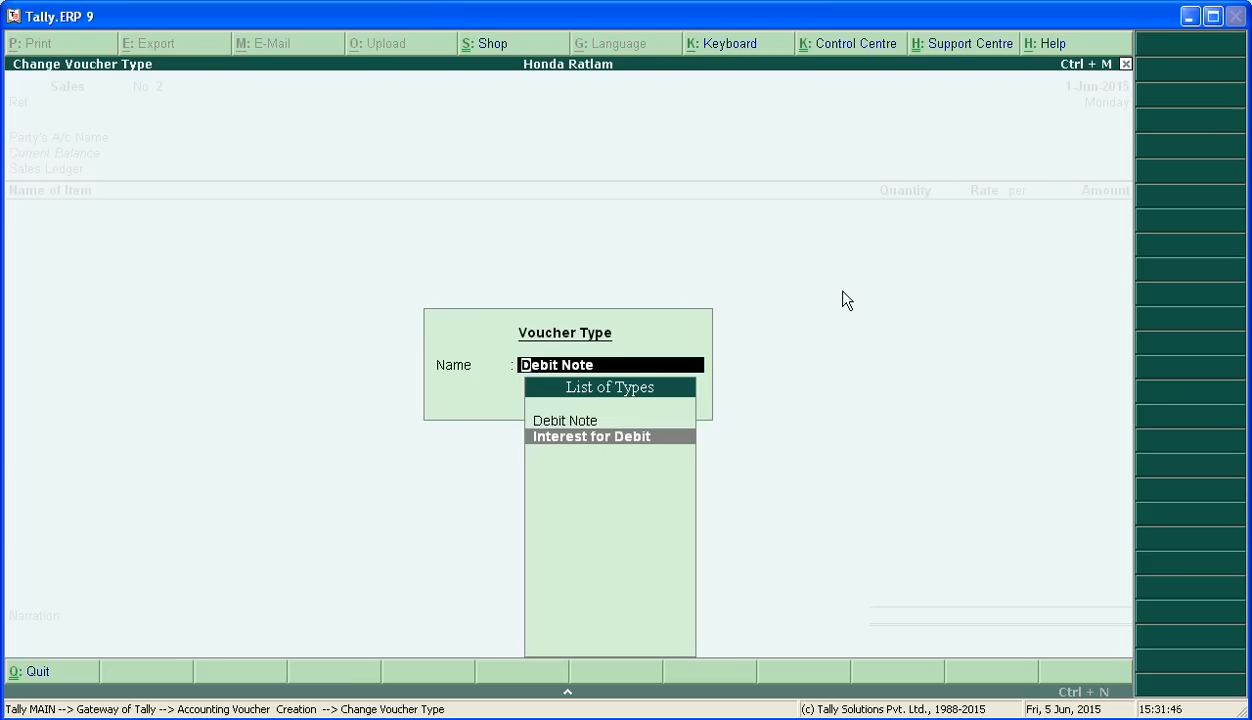 Tally.ERP 9
P: Print E: Export M: E-Mail O: Upload S: Shop G: Language K: Keyboard K: Control Centre H: Support Centre H: Help
Change Voucher Type Honda Ratlam Ctrl + M
Sales No. 2 1-Jun-2015
Ref. Monday
Party's A/c Name
Current Balance
Sales Ledger
Name of Item Quantity Rate per Amount
Voucher Type
Name : Debit Note
List of Types
Debit Note
Interest for Debit
Narration:
Q: Quit
Ctrl + N
Tally MAIN --> Gateway of Tally --> Accounting Voucher Creation --> Change Voucher Type (c) Tally Solutions Pvt. Ltd., 1988-2015 Fri, 5 Jun, 2015 15:31:46